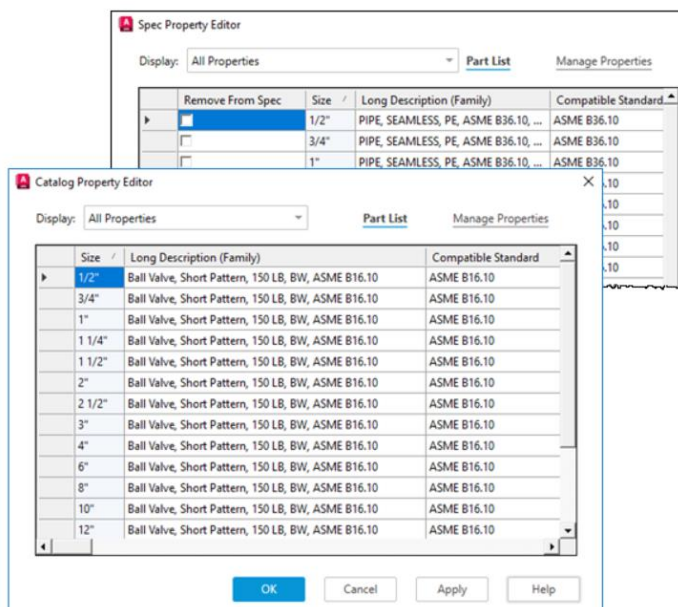 Spec Property Editor
Display: All Properties Part List Manage Properties
Remove From Spec Size Long Description (Family) Compatible Standard
1/2" PIPE, SEAMLESS, PE, ASME B36.10, ... ASME B36.10
3/4" PIPE, SEAMLESS, PE, ASME B36.10, ... ASME B36.10
1" PIPE, SEAMLESS, PE, ASME B36.10, ... ASME B36.10
.10
.10
.10
.10
.10
Catalog Property Editor
Display: All Properties Part List Manage Properties
Size Long Description (Family) Compatible Standard
1/2" Ball Valve, Short Pattern, 150 LB, BW, ASME B16.10 ASME B16.10
3/4" Ball Valve, Short Pattern, 150 LB, BW, ASME B16.10 ASME B16.10
1" Ball Valve, Short Pattern, 150 LB, BW, ASME B16.10 ASME B16.10
1 1/4" Ball Valve, Short Pattern, 150 LB, BW, ASME B16.10 ASME B16.10
1 1/2" Ball Valve, Short Pattern, 150 LB, BW, ASME B16.10 ASME B16.10
2" Ball Valve, Short Pattern, 150 LB, BW, ASME B16.10 ASME B16.10
2 1/2" Ball Valve, Short Pattern, 150 LB, BW, ASME B16.10 ASME B16.10
3" Ball Valve, Short Pattern, 150 LB, BW, ASME B16.10 ASME B16.10
4" Ball Valve, Short Pattern, 150 LB, BW, ASME B16.10 ASME B16.10
6" Ball Valve, Short Pattern, 150 LB, BW, ASME B16.10 ASME B16.10
8" Ball Valve, Short Pattern, 150 LB, BW, ASME B16.10 ASME B16.10
10" Ball Valve, Short Pattern, 150 LB, BW, ASME B16.10 ASME B16.10
12" Ball Valve, Short Pattern, 150 LB, BW, ASME B16.10 ASME B16.10
OK Cancel Apply Help